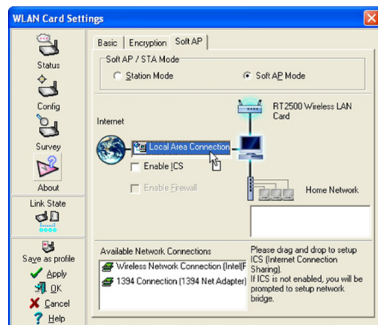 WLAN Card Settings
Status
Config
Survey
About
Link State
Save as profile
Apply
OK
Cancel
Help
Basic
Encryption
Soft AP
Soft AP / STA Mode
Station Mode
Soft AP Mode
Internet
RT2500 Wireless LAN
Card
Local Area Connection
Enable ICS
Enable Firewall
Home Network
Available Network Connections
Wireless Network Connection (Intel(F
1394 Connection (1394 Net Adapter)
Please drag and drop to setup
ICS (Internet Connection
Sharing).
If ICS is not enabled, you will be
prompted to setup network
bridge.